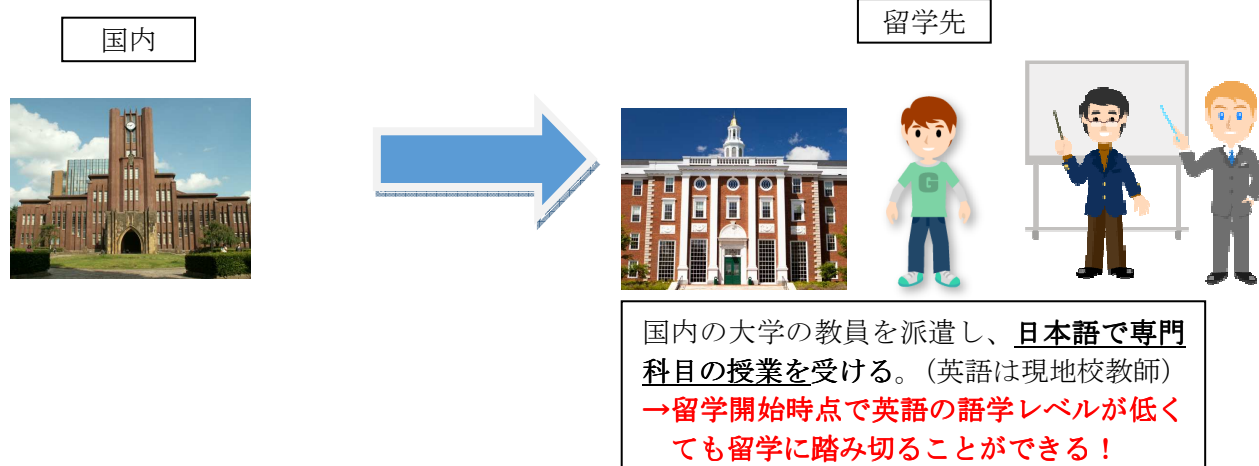 国内
留学先
G
国内の大学の教員を派遣し、日本語で専門
科目の授業を受ける。（英語は現地校教師）
→留学開始時点で英語の語学レベルが低く
ても留学に踏み切ることができる！